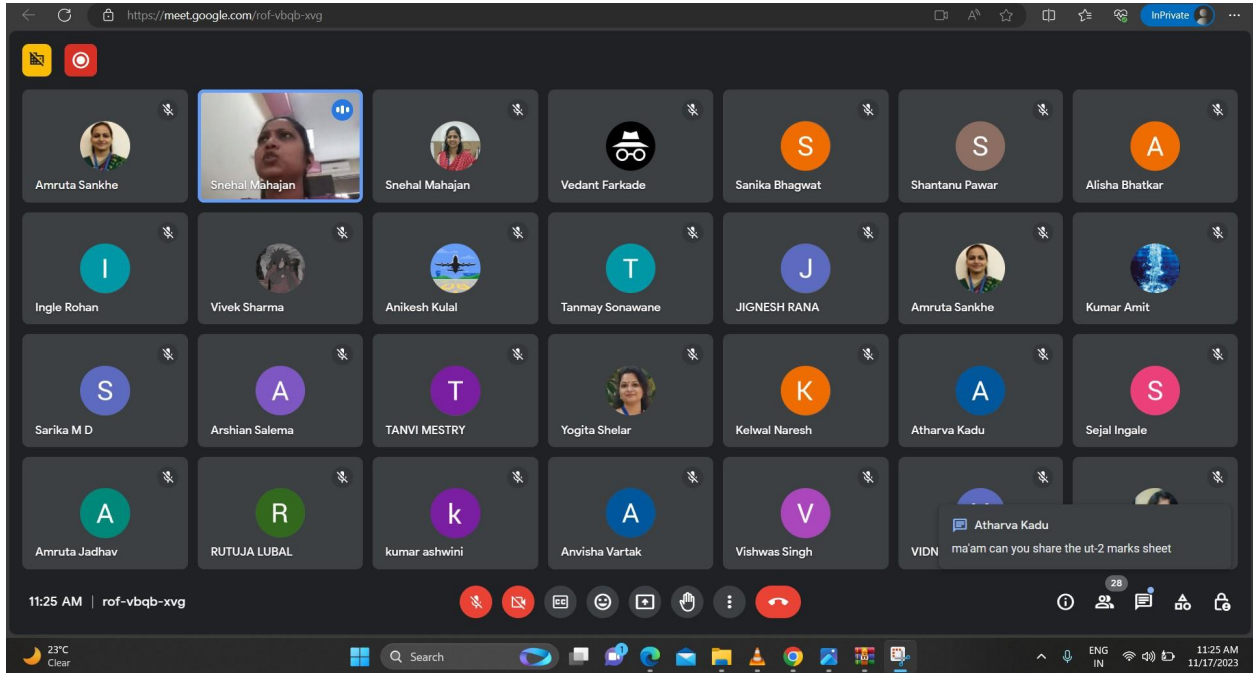 https://meet.google.com/rof-vbqb-xvg
InPrivate
Amruta Sankhe
Snehal Mahajan
Snehal Mahajan
Vedant Farkade
S
Sanika Bhagwat
S
Shantanu Pawar
A
Alisha Bhatkar
I
Ingle Rohan
Vivek Sharma
Anikesh Kulal
T
Tanmay Sonawane
J
JIGNESH RANA
Amruta Sankhe
Kumar Amit
S
Sarika M D
A
Arshian Salema
T
TANVI MESTRY
Yogita Shelar
K
Kelwal Naresh
A
Atharva Kadu
S
Sejal Ingale
A
Amruta Jadhav
R
RUTUJA LUBAL
k
kumar ashwini
A
Anvisha Vartak
V
Vishwas Singh
VIDN
Atharva Kadu
ma'am can you share the ut-2 marks sheet
11:25 AM | rof-vbqb-xvg
CC
28
23°C
Clear
Search
ENG
IN
11:25 AM
11/17/2023